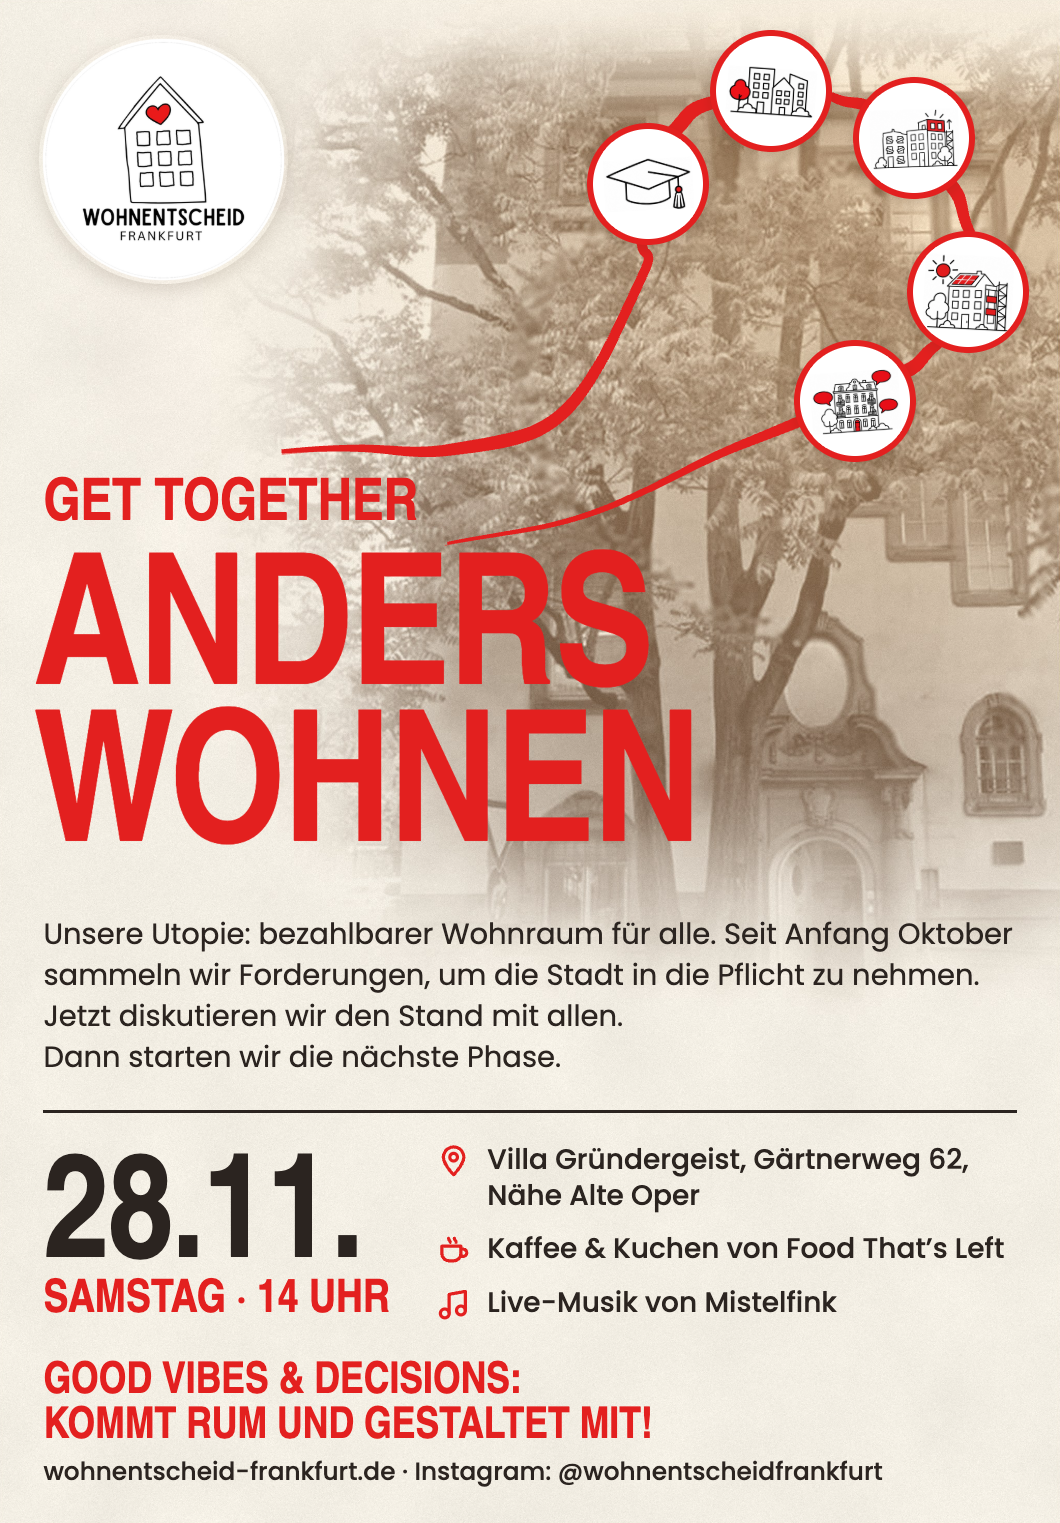 WOHNENTSCHEID
FRANKFURT
GET TOGETHER
ANDERS
WOHNEN
Unsere Utopie: bezahlbarer Wohnraum für alle. Seit Anfang Oktober
sammeln wir Forderungen, um die Stadt in die Pflicht zu nehmen.
Jetzt diskutieren wir den Stand mit allen.
Dann starten wir die nächste Phase.
28.11.
SAMSTAG · 14 UHR
Villa Gründergeist, Gärtnerweg 62,
Nähe Alte Oper
Kaffee & Kuchen von Food That’s Left
Live-Musik von Mistelfink
GOOD VIBES & DECISIONS:
KOMMT RUM UND GESTALTET MIT!
wohnentscheid-frankfurt.de · Instagram: @wohnentscheidfrankfurt